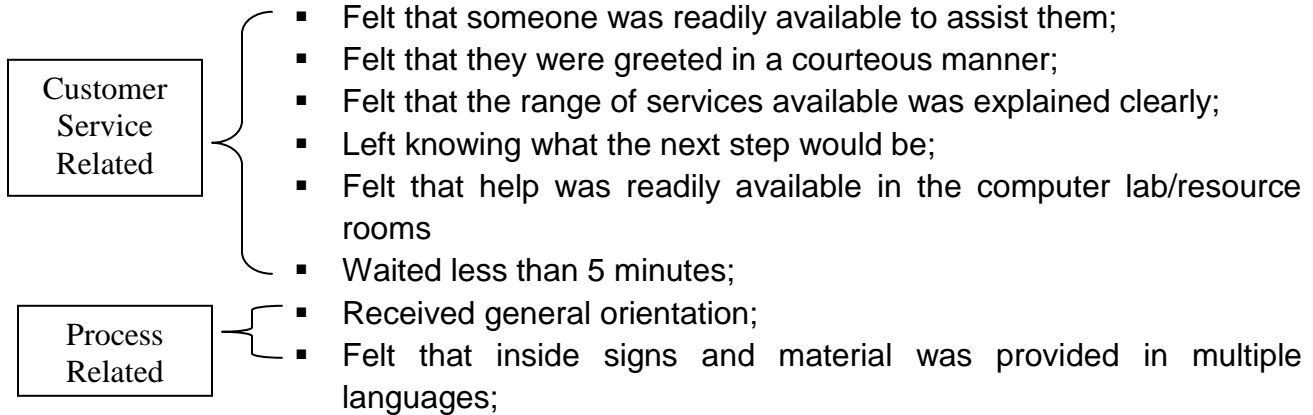 ▪ Felt that someone was readily available to assist them;
▪ Felt that they were greeted in a courteous manner;
▪ Felt that the range of services available was explained clearly;
▪ Left knowing what the next step would be;
▪ Felt that help was readily available in the computer lab/resource
rooms
▪ Waited less than 5 minutes;
Customer
Service
Related
▪ Received general orientation;
▪ Felt that inside signs and material was provided in multiple
languages;
Process
Related